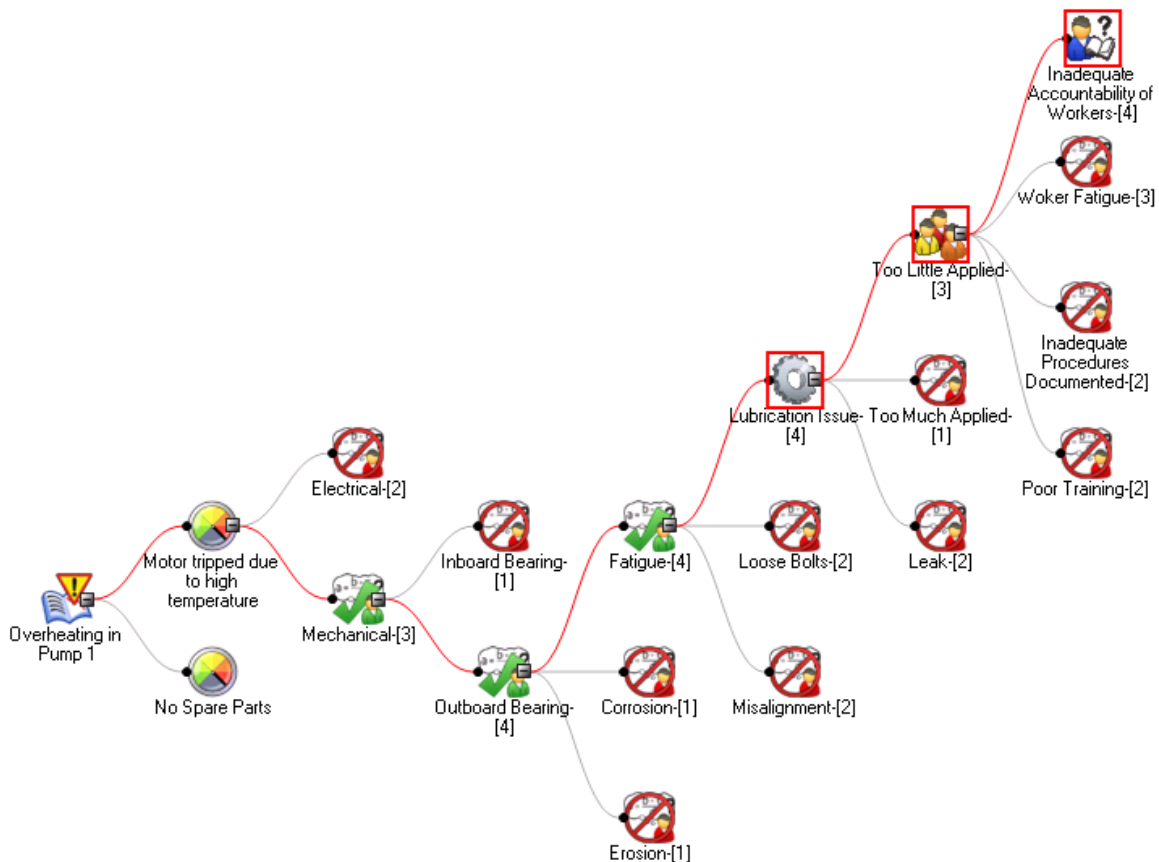 Inadequate
Accountability of
Workers-[4]
Woker Fatigue-[3]
Too Little Applied-
[3]
Inadequate
Procedures
Documented-[2]
Lubrication Issue-
[4]
Too Much Applied-
[1]
Poor Training-[2]
Electrical-[2]
Motor tripped due
to high
temperature
Inboard Bearing-
[1]
Fatigue-[4]
Loose Bolts-[2]
Leak-[2]
Overheating in
Pump 1
Mechanical-[3]
No Spare Parts
Outboard Bearing-
[4]
Corrosion-[1]
Misalignment-[2]
Erosion-[1]